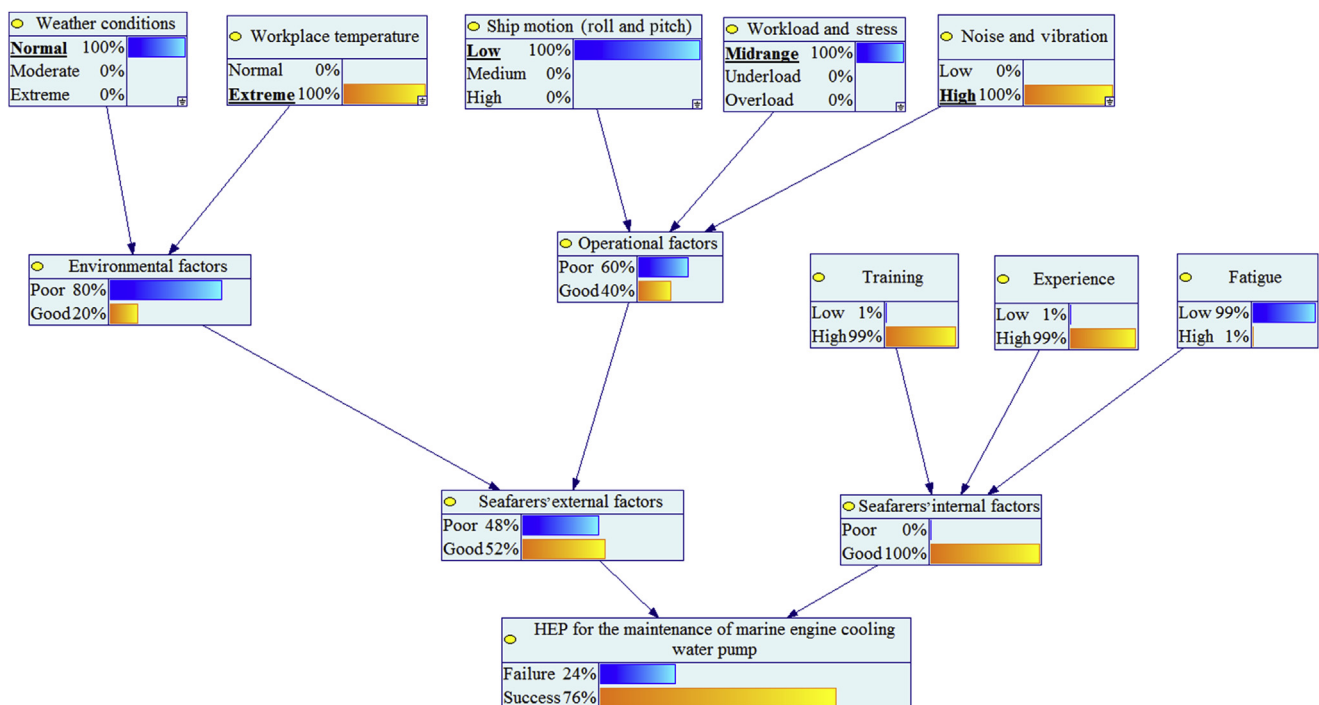 Weather conditions
Normal 100%
Moderate 0%
Extreme 0%
Workplace temperature
Normal 0%
Extreme 100%
Ship motion (roll and pitch)
Low 100%
Medium 0%
High 0%
Workload and stress
Midrange 100%
Underload 0%
Overload 0%
Noise and vibration
Low 0%
High 100%
Environmental factors
Poor 80%
Good 20%
Operational factors
Poor 60%
Good 40%
Training
Low 1%
High 99%
Experience
Low 1%
High 99%
Fatigue
Low 99%
High 1%
Seafarers' external factors
Poor 48%
Good 52%
Seafarers' internal factors
Poor 0%
Good 100%
HEP for the maintenance of marine engine cooling
water pump
Failure 24%
Success 76%